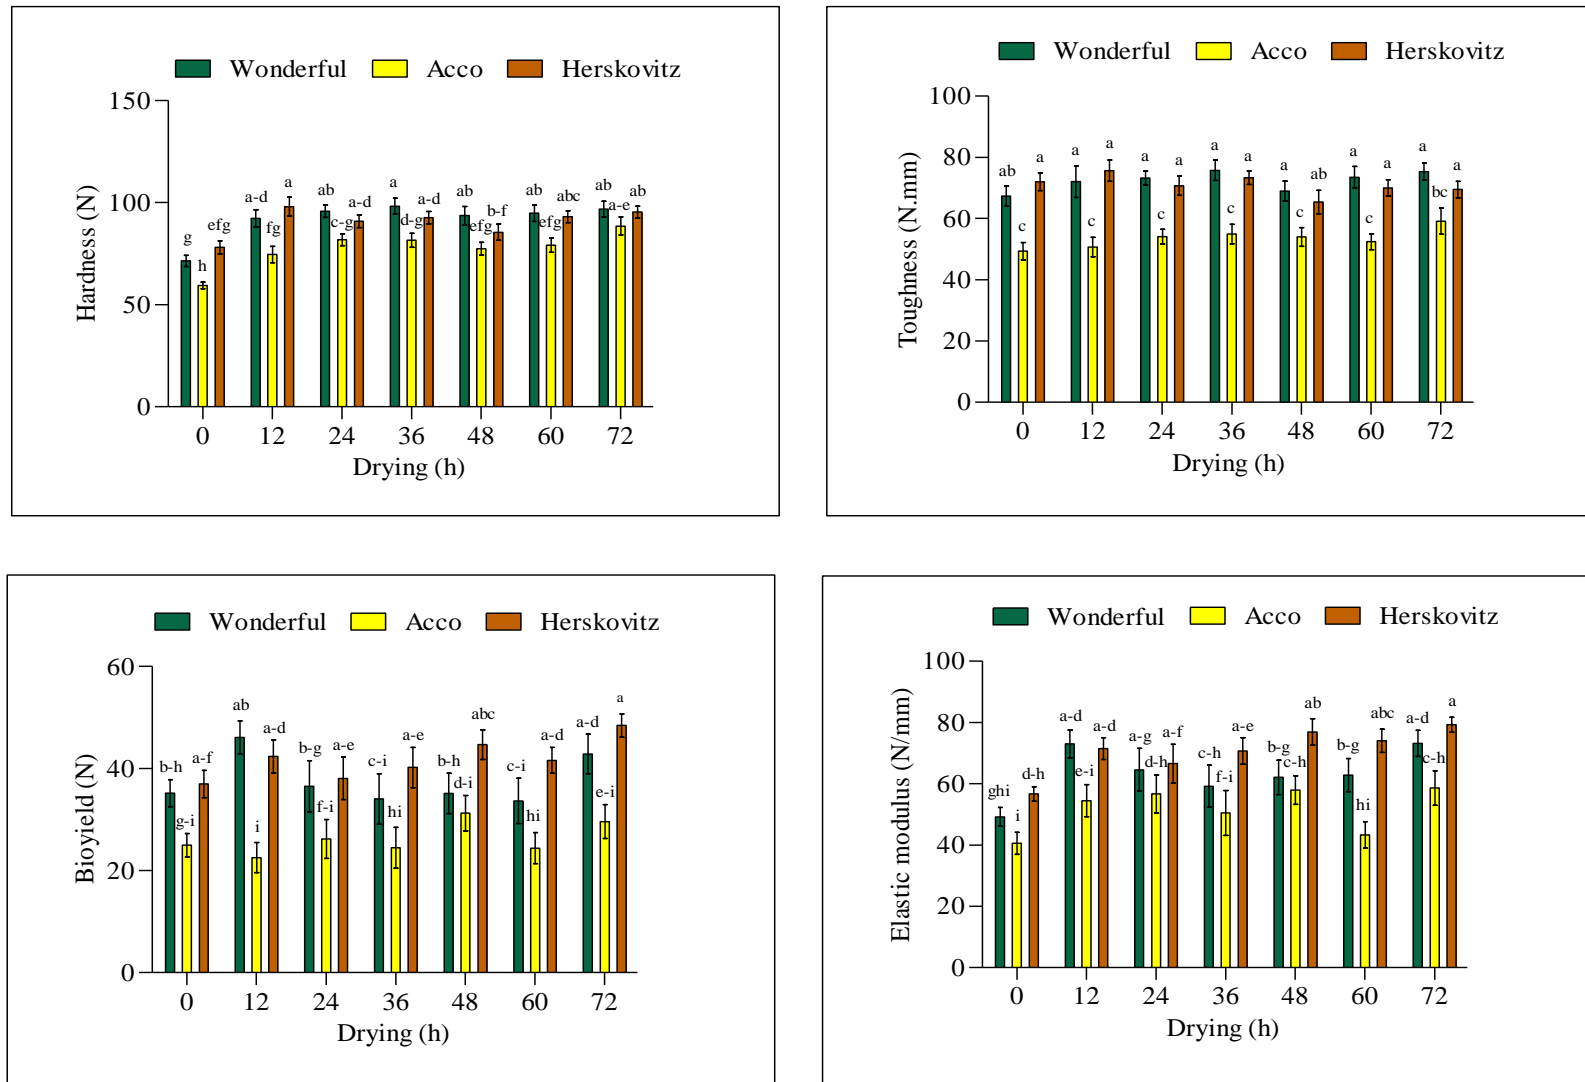 Wonderful Acco Herskovitz
Hardness (N)
150
100
50
0
g h efg a-d fg a ab c-g a-d a d-g a-d ab efg b-f ab efg abc ab a-e ab
0 12 24 36 48 60 72
Drying (h)
Wonderful Acco Herskovitz
Toughness (N.mm)
100
80
60
40
20
0
ab c a a c a a c a a c a a c ab a c a a bc a
0 12 24 36 48 60 72
Drying (h)
Wonderful Acco Herskovitz
Bioyield (N)
60
40
20
0
b-h g-i a-f ab i a-d b-g f-i a-e c-i hi a-e b-h d-i abc c-i hi a-d a-d e-i a
0 12 24 36 48 60 72
Drying (h)
Wonderful Acco Herskovitz
Elastic modulus (N/mm)
100
80
60
40
20
0
ghi i d-h a-d e-i a-d a-g d-h a-f c-h f-i a-e b-g c-h ab b-g hi abc a-d c-h a
0 12 24 36 48 60 72
Drying (h)